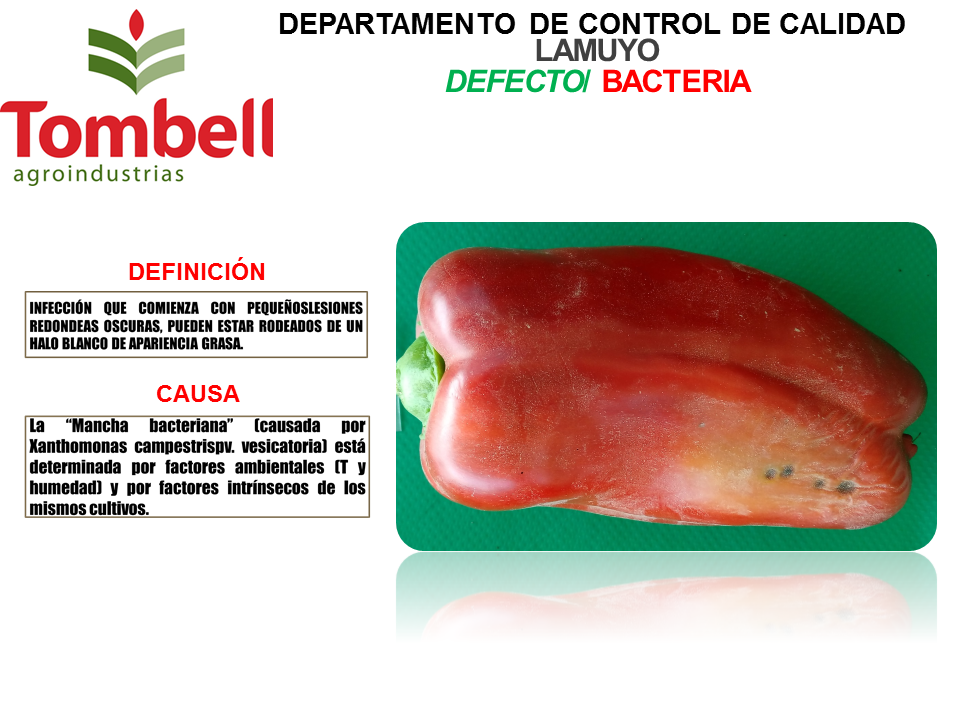 Tombell
agroindustrias
DEPARTAMENTO DE CONTROL DE CALIDAD
LAMUYO
DEFECTO/ BACTERIA
DEFINICIÓN
INFECCIÓN QUE COMIENZA CON PEQUEÑOSLESIONES
REDONDEAS OSCURAS, PUEDEN ESTAR RODEADOS DE UN
HALO BLANCO DE APARIENCIA GRASA.
CAUSA
La “Mancha bacteriana” (causada por
Xanthomonas campestrispv. vesicatoria) está
determinada por factores ambientales (T y
humedad) y por factores intrínsecos de los
mismos cultivos.